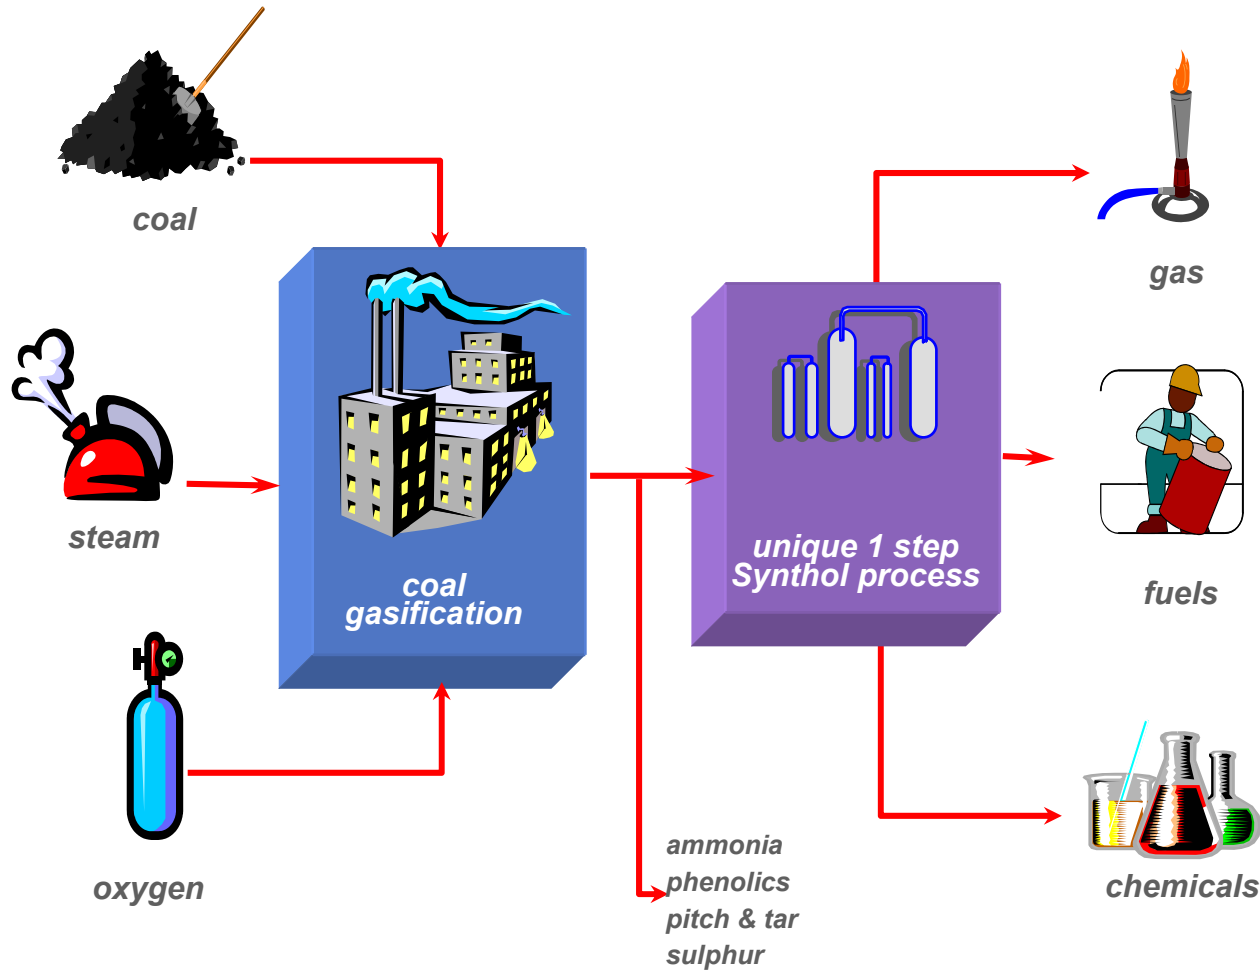 coal
gas
steam
coal
gasification
unique 1 step
Synthol process
fuels
oxygen
ammonia
phenolics
pitch & tar
sulphur
chemicals